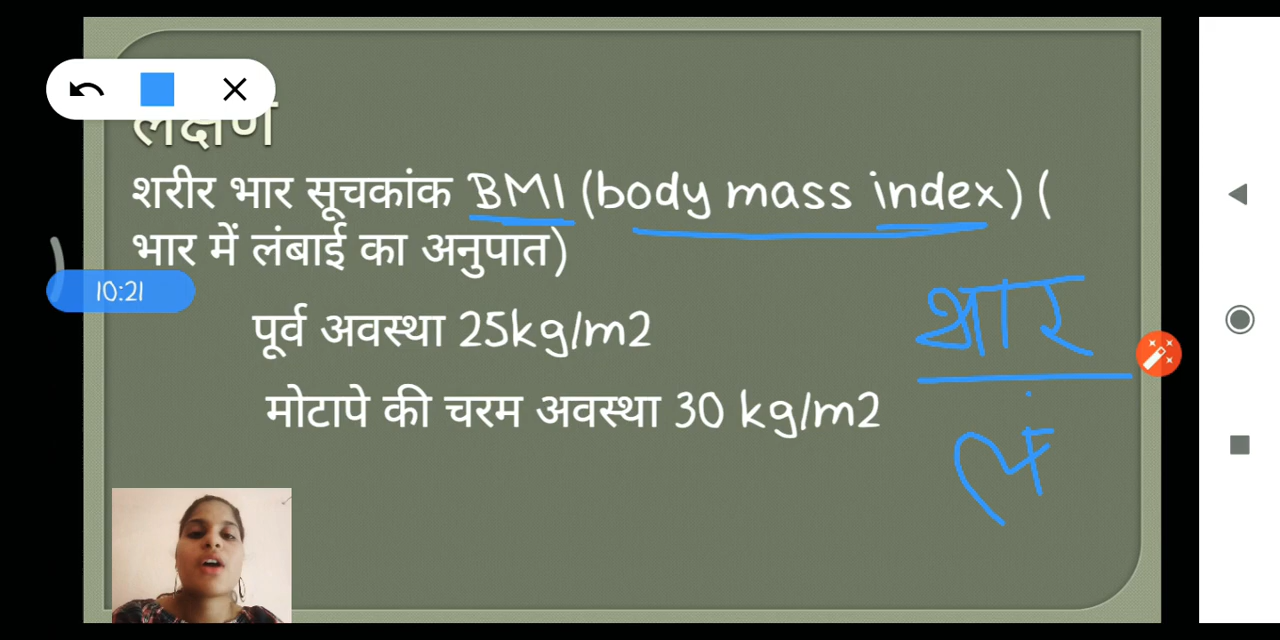 लक्षण
शरीर भार सूचकांक BMI (body mass index) (
भार में लंबाई का अनुपात)
10:21
पूर्व अवस्था 25kg/m2
मोटापे की चरम अवस्था 30 kg/m2
भार
लं